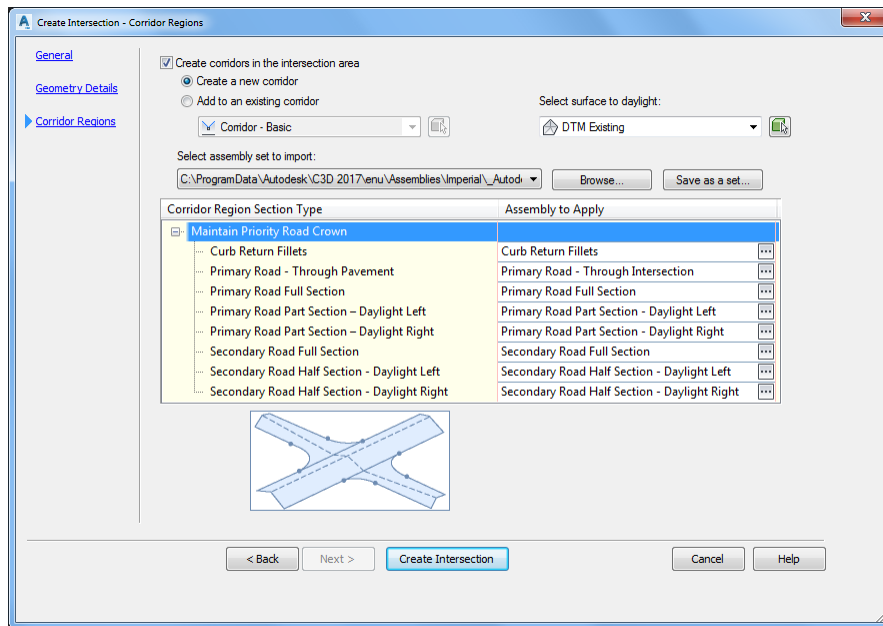 Create Intersection - Corridor Regions
General
Geometry Details
Corridor Regions
Create corridors in the intersection area
Create a new corridor
Add to an existing corridor
Select surface to daylight:
Corridor - Basic
DTM Existing
Select assembly set to import:
C:\ProgramData\Autodesk\C3D 2017\enu\Assemblies\Imperial\_Autode
Browse...
Save as a set...
Corridor Region Section Type Assembly to Apply
Maintain Priority Road Crown
Curb Return Fillets Curb Return Fillets ...
Primary Road - Through Pavement Primary Road - Through Intersection ...
Primary Road Full Section Primary Road Full Section ...
Primary Road Part Section – Daylight Left Primary Road Part Section - Daylight Left ...
Primary Road Part Section – Daylight Right Primary Road Part Section - Daylight Right ...
Secondary Road Full Section Secondary Road Full Section ...
Secondary Road Half Section - Daylight Left Secondary Road Half Section - Daylight Left ...
Secondary Road Half Section - Daylight Right Secondary Road Half Section - Daylight Right ...
< Back Next > Create Intersection Cancel Help